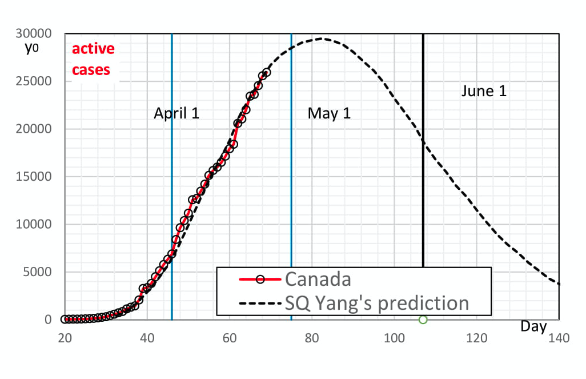 30000
y0
active
cases
25000
June 1
April 1
May 1
20000
15000
10000
5000
Canada
SQ Yang's prediction
0
Day
20 40 60 80 100 120 140